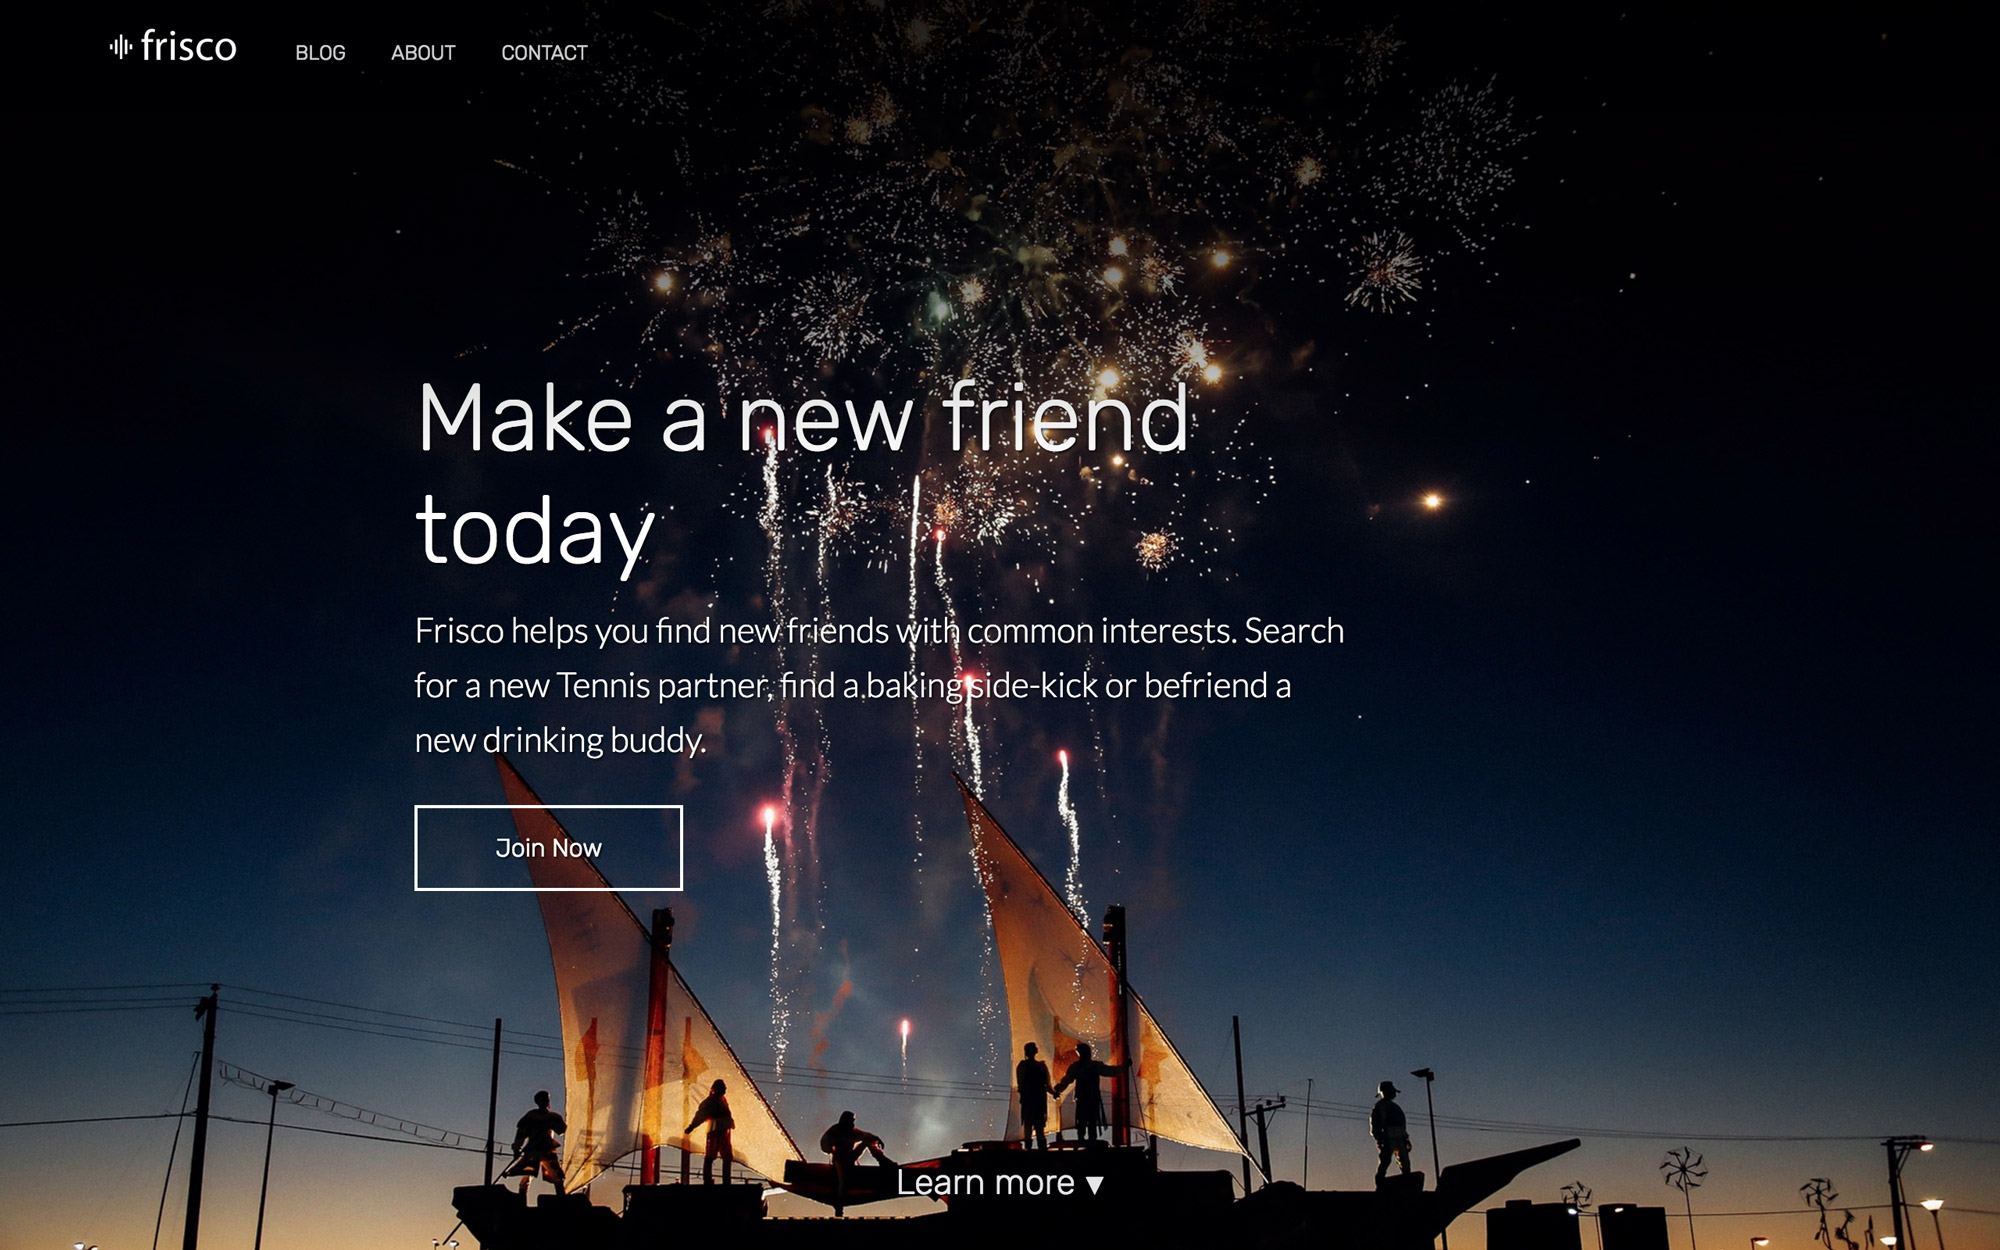 frisco BLOG ABOUT CONTACT
Make a new friend
today
Frisco helps you find new friends with common interests. Search
for a new Tennis partner, find a baking side-kick or befriend a
new drinking buddy.
Join Now
Learn more ▼